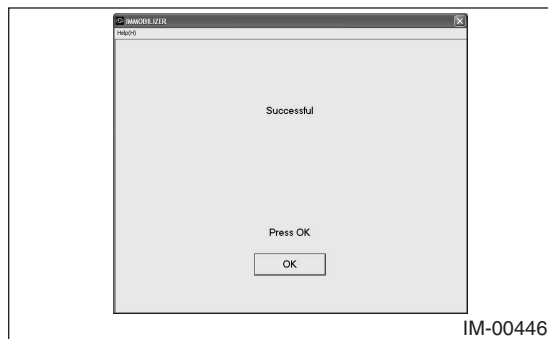 IMMOBILIZER
Help(H)
Successful
Press OK
OK
IM-00446